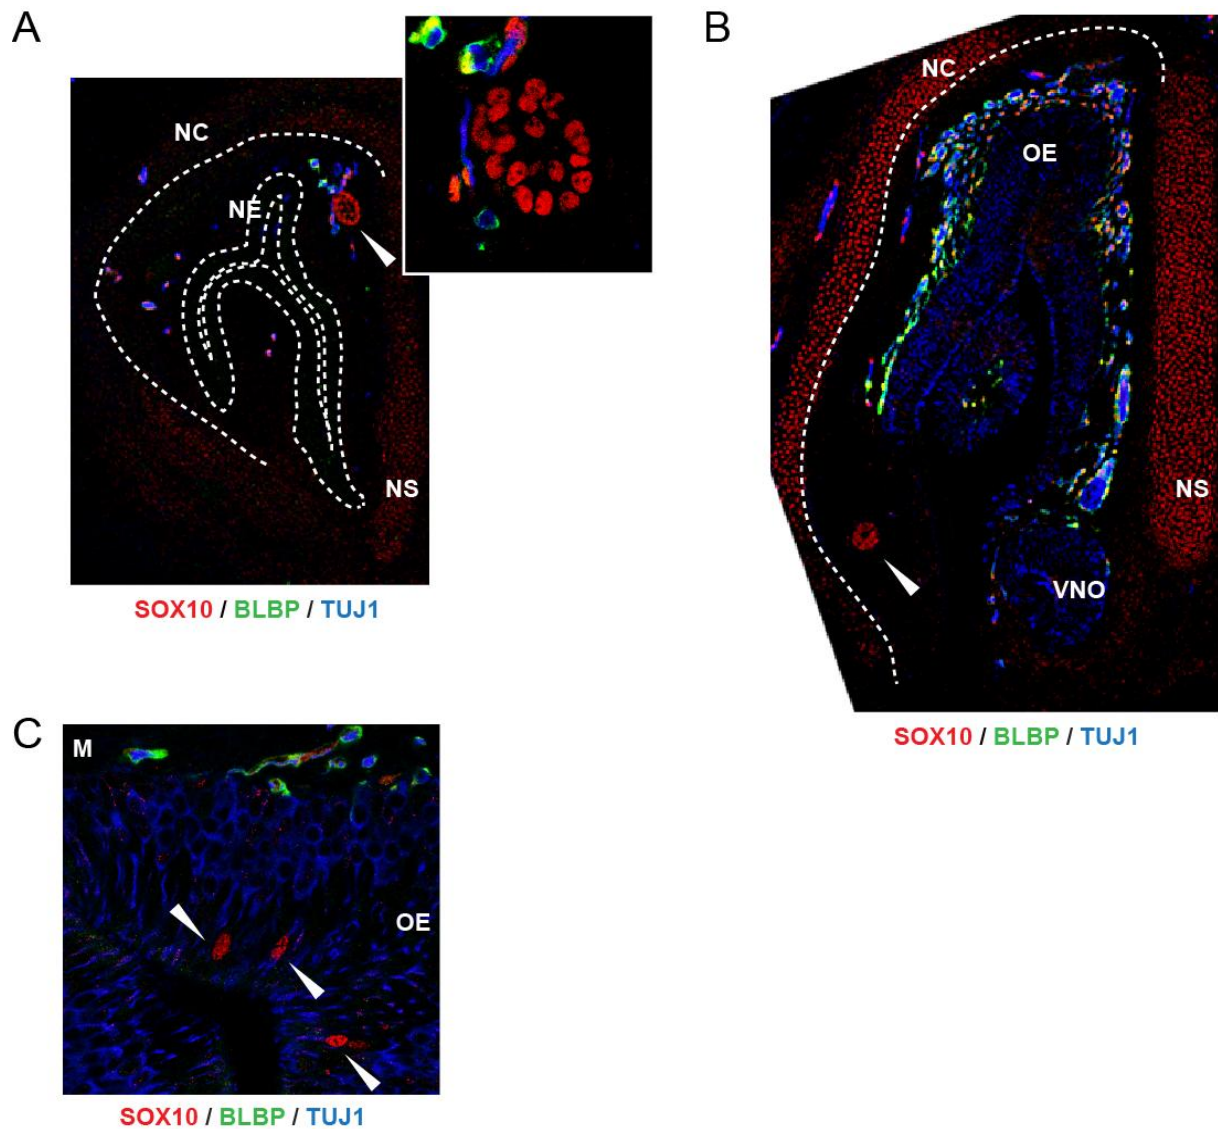 A
B
NC
NE
NS
SOX10 / BLBP / TUJ1
NC
OE
NS
VNO
SOX10 / BLBP / TUJ1
C
M
OE
SOX10 / BLBP / TUJ1